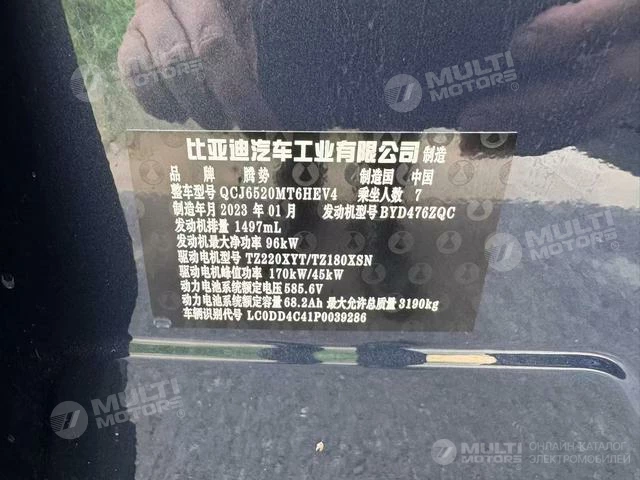 比亚迪汽车工业有限公司 制造
品 牌 腾势 制造国 中国
整车型号 QCJ6520MT6HEV4 乘坐人数 7
制造年月 2023 年 01 月 发动机型号 BYD476ZQC
发动机排量 1497mL
发动机最大净功率 96kW
驱动电机型号 TZ220XYT/TZ180XSN
驱动电机峰值功率 170kW/45kW
动力电池系统额定电压 585.6V
动力电池系统额定容量 68.2Ah 最大允许总质量 3190kg
车辆识别代号 LC0DD4C41P0039286
MULTI MOTORS
MULTI MOTORS
MULTI MOTORS
MULTI MOTORS
MULTI MOTORS
ОНЛАЙН-КАТАЛОГ
ЭЛЕКТРОМОБИЛЕЙ